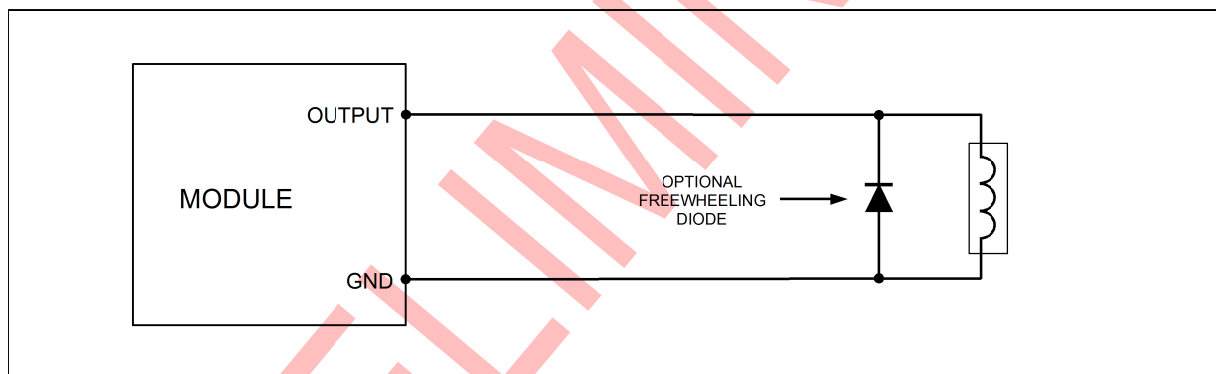 OUTPUT
MODULE
OPTIONAL
FREEWHEELING
DIODE
GND